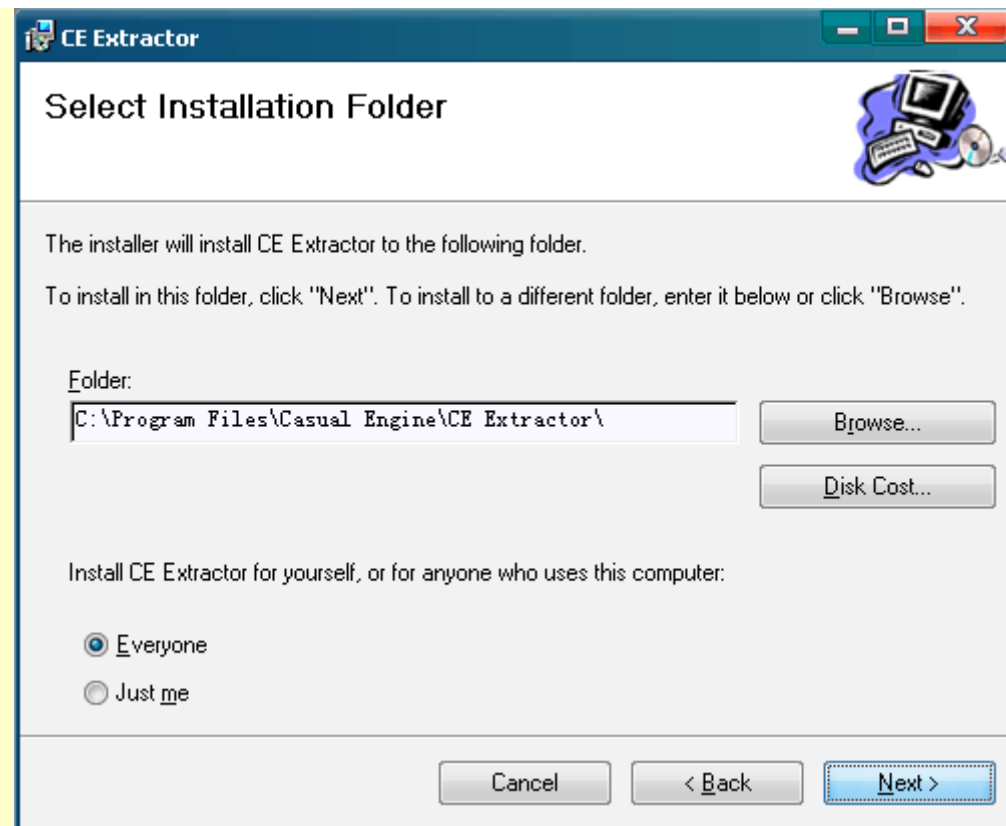 CE Extractor
Select Installation Folder
The installer will install CE Extractor to the following folder.
To install in this folder, click "Next". To install to a different folder, enter it below or click "Browse".
Folder:
C:\Program Files\Casual Engine\CE Extractor\
Browse...
Disk Cost...
Install CE Extractor for yourself, or for anyone who uses this computer:
Everyone
Just me
Cancel
< Back
Next >